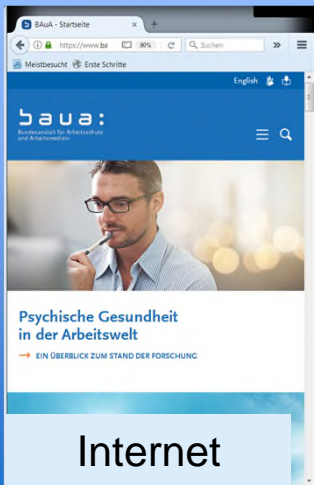 BAuA - Startseite
https://www.ba
90%
Suchen
Meistbesucht Erste Schritte
English
baua:
Bundesanstalt für Arbeitsschutz
und Arbeitsmedizin
Psychische Gesundheit
in der Arbeitswelt
→ EIN ÜBERBLICK ZUM STAND DER FORSCHUNG
Internet